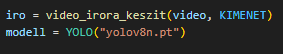 iro = video_irora_keszit(video, KIMENET)
modell = YOLO("yolov8n.pt")